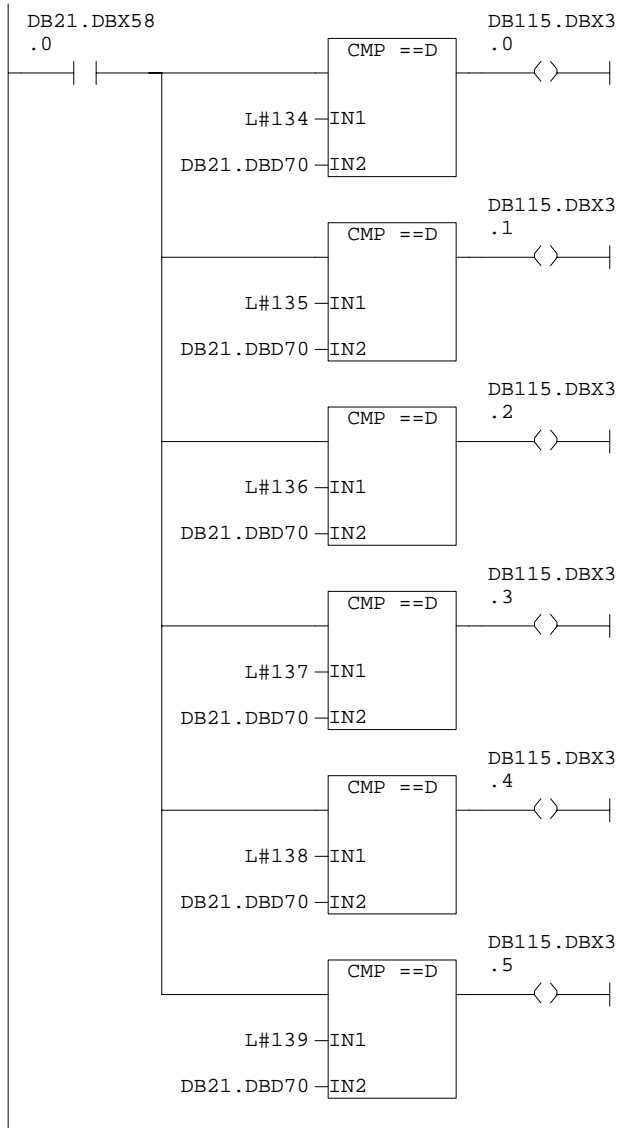 DB21.DBX58
.0
CMP ==D
DB115.DBX3
.0
L#134
IN1
DB21.DBD70
IN2
CMP ==D
DB115.DBX3
.1
L#135
IN1
DB21.DBD70
IN2
CMP ==D
DB115.DBX3
.2
L#136
IN1
DB21.DBD70
IN2
CMP ==D
DB115.DBX3
.3
L#137
IN1
DB21.DBD70
IN2
CMP ==D
DB115.DBX3
.4
L#138
IN1
DB21.DBD70
IN2
CMP ==D
DB115.DBX3
.5
L#139
IN1
DB21.DBD70
IN2